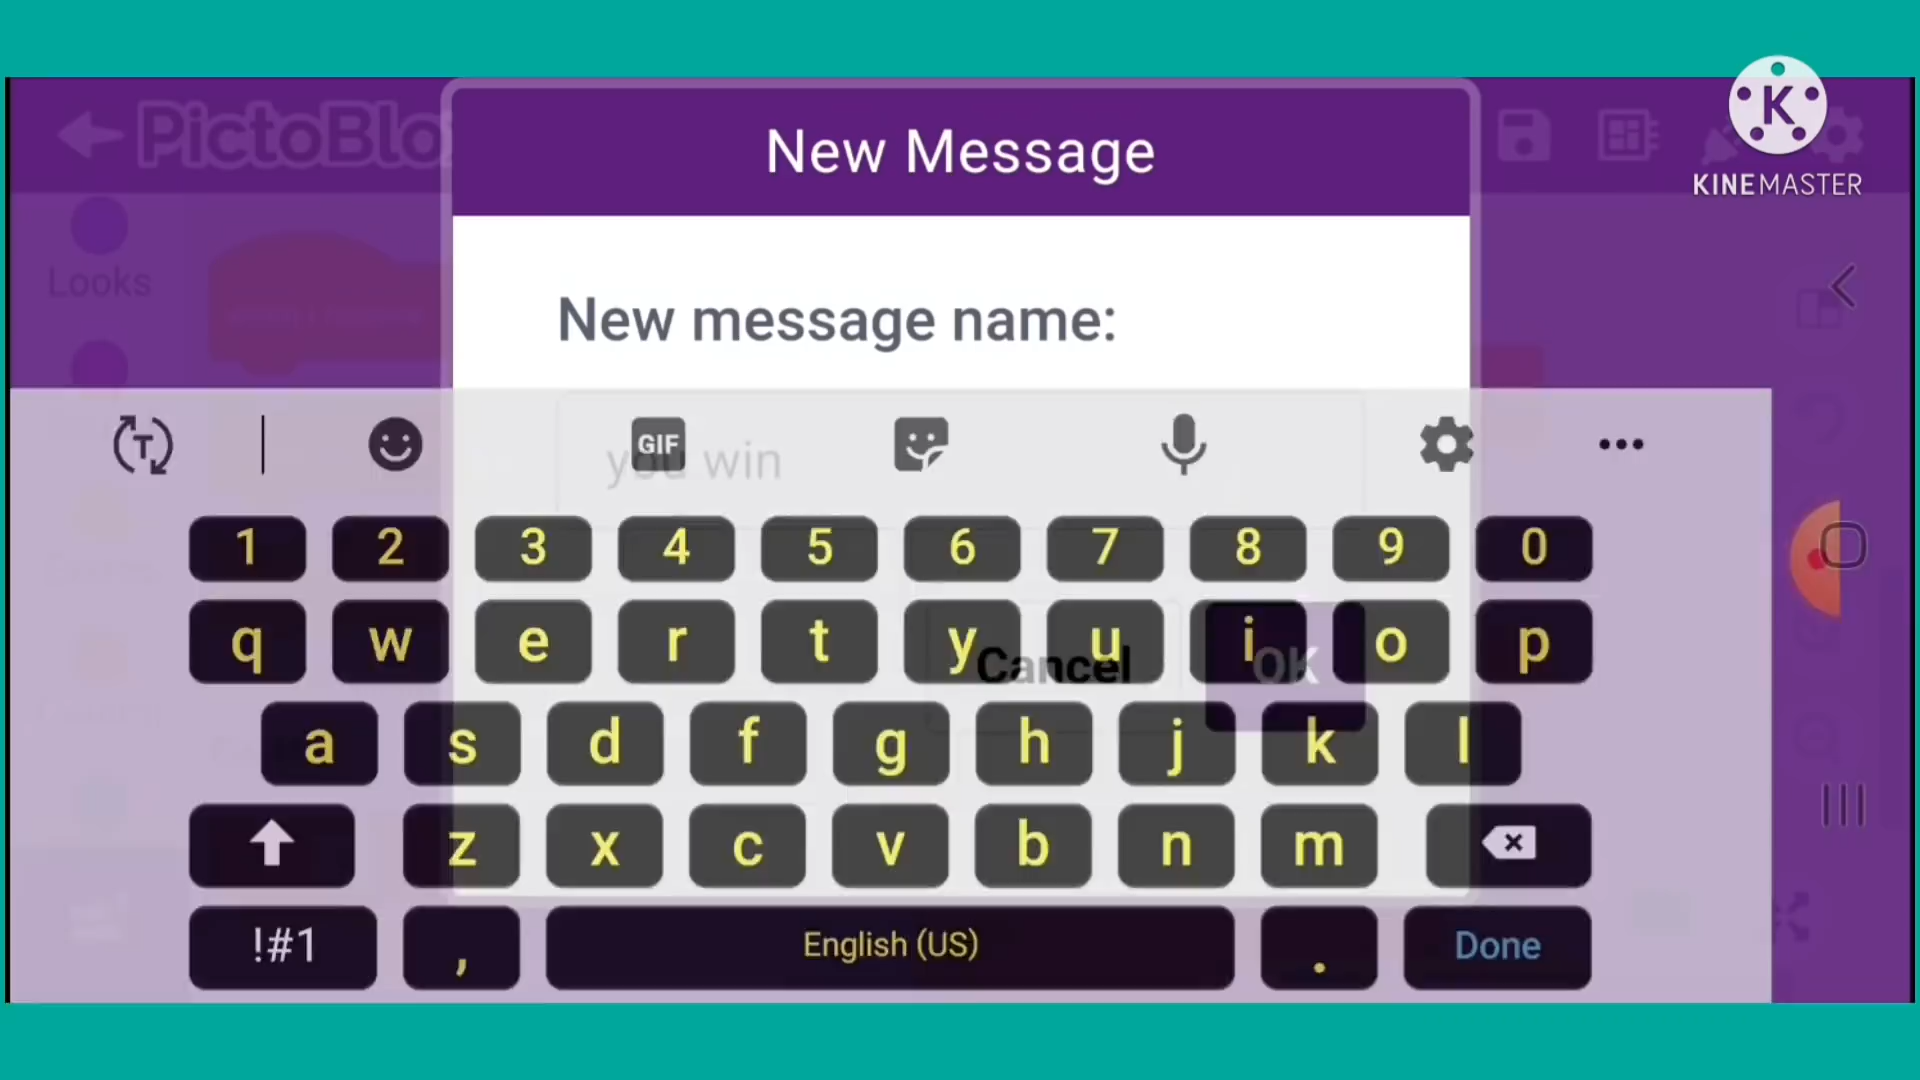 PictoBlo
New Message
KINEMASTER
Looks
New message name:
GIF
you win
1 2 3 4 5 6 7 8 9 0
q w e r t y u i o p
Cancel OK
a s d f g h j k l
z x c v b n m
!#1 , English (US) . Done